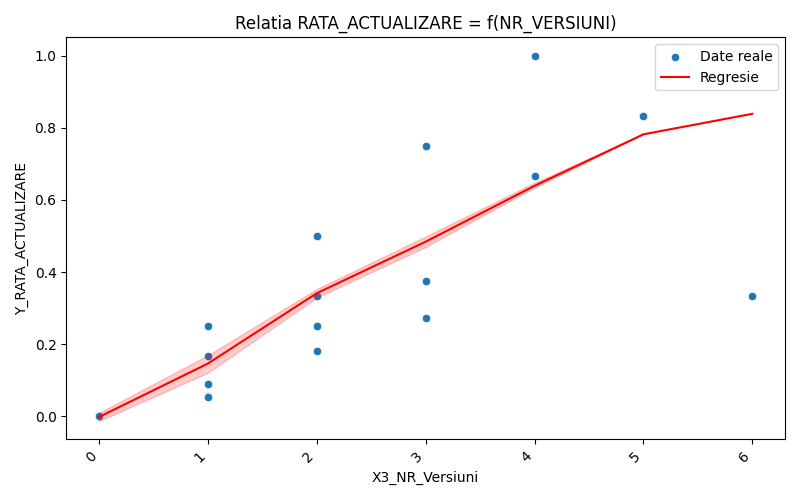 Relatia RATA_ACTUALIZARE = f(NR_VERSIUNI)
Date reale
Regresie
Y_RATA_ACTUALIZARE
1.0
0.8
0.6
0.4
0.2
0.0
0 1 2 3 4 5 6
X3_NR_Versiuni